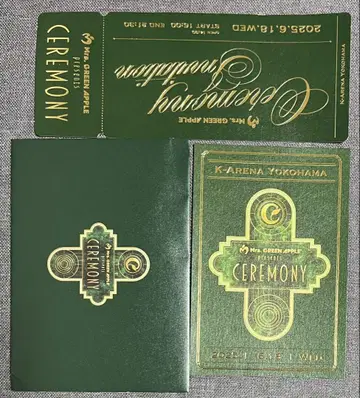 Mrs. GREEN APPLE
PRESENTS
CEREMONY
Mrs. GREEN APPLE
Ceremony
Invitation
2025.6.18.WED
START 16:00 END 21:30
K-ARENA YOKOHAMA
Mrs. GREEN APPLE
PRESENTS
CEREMONY
K-ARENA YOKOHAMA
Mrs. GREEN APPLE
PRESENTS
CEREMONY